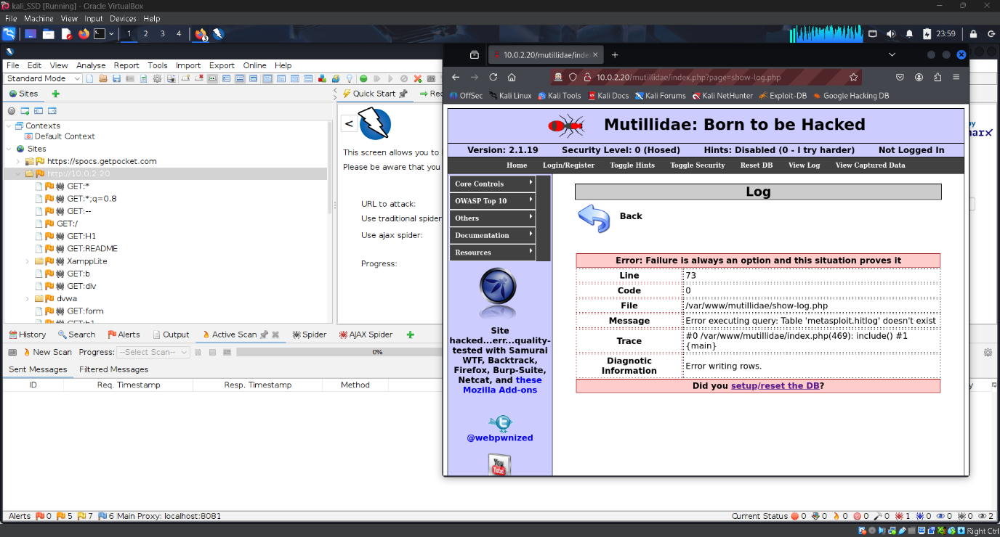 kali_SSD [Running] - Oracle VirtualBox
File Machine View Input Devices Help
1 2 3 4 3 23:59
File Edit View Analyse Report Tools Import Export Online Help
Standard Mode
Sites
Quick Start
Contexts
Default Context
Sites
https://spocs.getpocket.com
http://10.0.2.20
GET:*
GET:*;q=0.8
GET:--
GET:/
GET:H1
GET:README
XamppLite
GET:b
GET:div
dvwa
GET:form
<
This screen allows you to
Please be aware that you
URL to attack:
Use traditional spider
Use ajax spider:
Progress:
10.0.2.20/mutillidae/inde
10.0.2.20/mutillidae/index.php?page=show-log.php
OffSec Kali Linux Kali Tools Kali Docs Kali Forums Kali NetHunter Exploit-DB Google Hacking DB
Mutillidae: Born to be Hacked
Version: 2.1.19 Security Level: 0 (Hosed) Hints: Disabled (0 - I try harder) Not Logged In
Home Login/Register Toggle Hints Toggle Security Reset DB View Log View Captured Data
Core Controls
OWASP Top 10
Others
Documentation
Resources
Site
hacked...err...quality-
tested with Samurai
WTF, Backtrack,
Firefox, Burp-Suite,
Netcat, and these
Mozilla Add-ons
@webpwnized
You
Tube
Log
Back
Error: Failure is always an option and this situation proves it
Line 73
Code 0
File /var/www/mutillidae/show-log.php
Message Error executing query: Table 'metasploit.hitlog' doesn't exist
Trace #0 /var/www/mutillidae/index.php(469): include() #1
{main}
Diagnostic
Information Error writing rows.
Did you setup/reset the DB?
History Search Alerts Output Active Scan Spider AJAX Spider
New Scan Progress: --Select Scan-- 0%
Sent Messages Filtered Messages
ID Req. Timestamp Resp. Timestamp Method
Alerts 0 5 7 6 Main Proxy: localhost:8081
Current Status 0 0 0 0 0 1 0 0 0 2
Right Ctrl